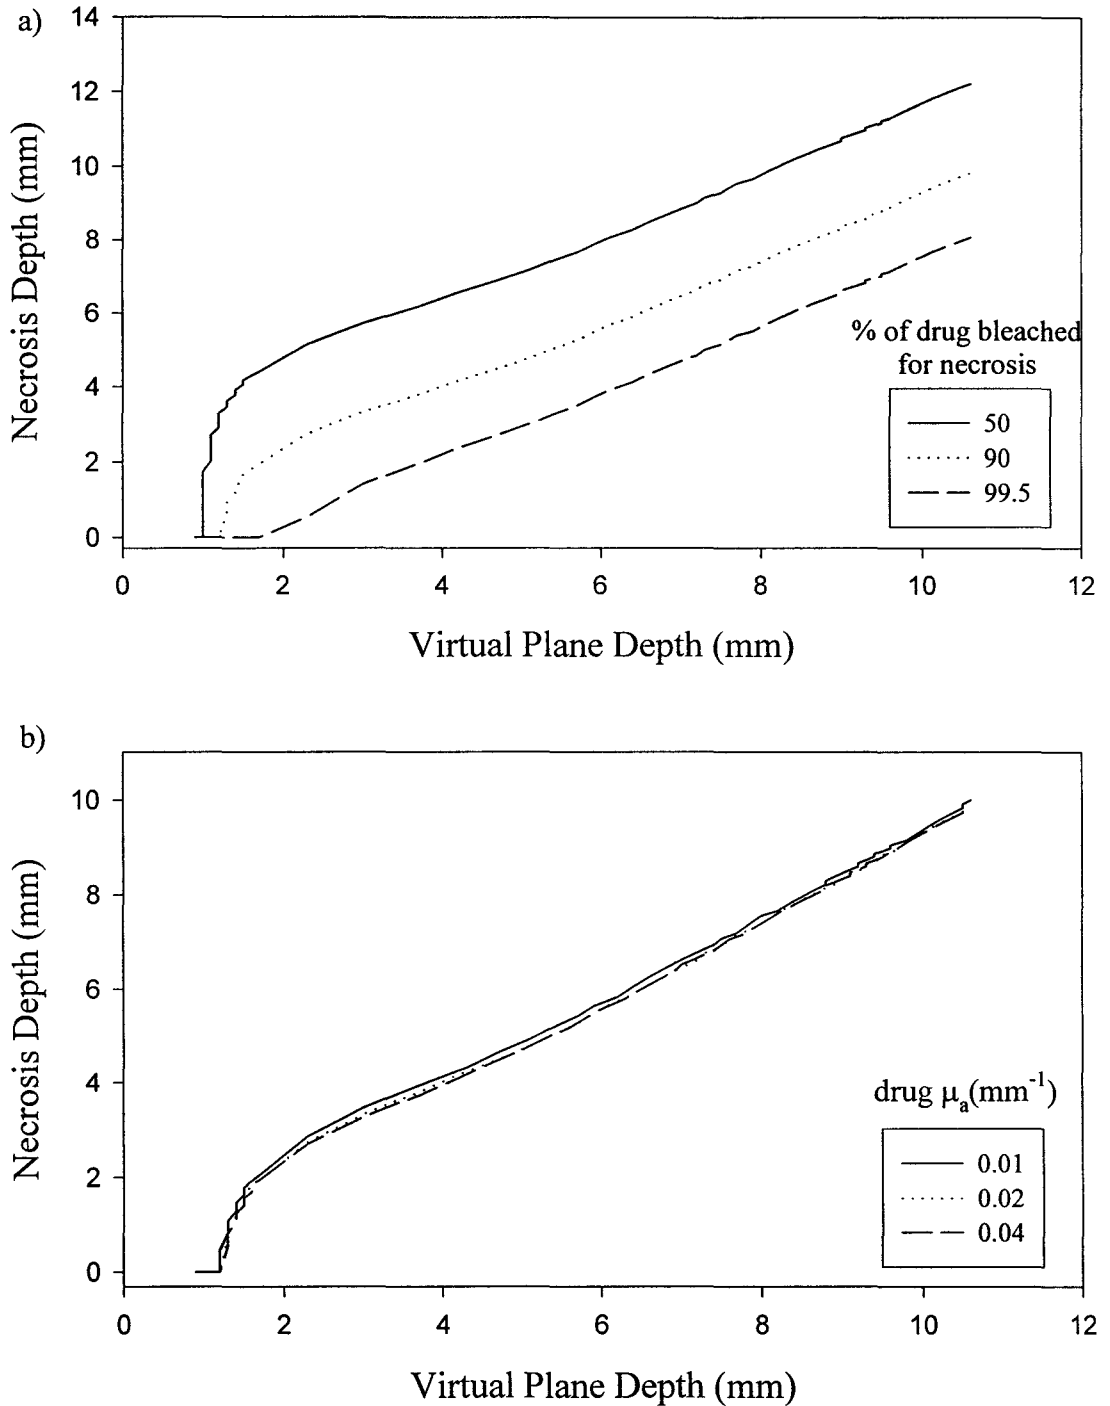 a)
14
12
10
8
6
4
2
0
Necrosis Depth (mm)
% of drug bleached
for necrosis
50
90
99.5
0 2 4 6 8 10 12
Virtual Plane Depth (mm)
b)
10
8
6
4
2
0
Necrosis Depth (mm)
drug μa(mm-1)
0.01
0.02
0.04
0 2 4 6 8 10 12
Virtual Plane Depth (mm)